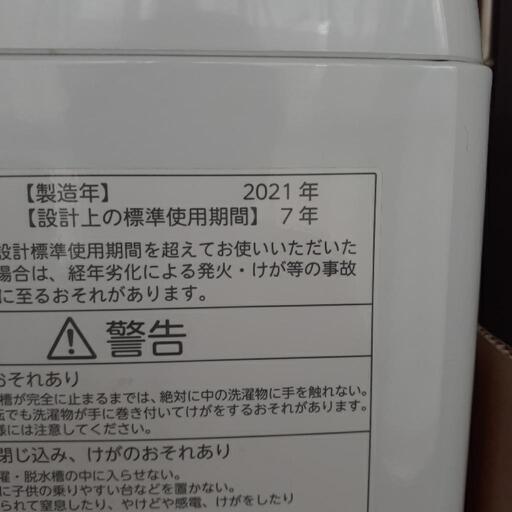 【製造年】 2021 年
【設計上の標準使用期間】 7 年
設計標準使用期間を超えてお使いいただいた
場合は、経年劣化による発火・けが等の事故
に至るおそれがあります。
警告
おそれあり
槽が完全に止まるまでは、絶対に中の洗濯物に手を触れない。
転でも洗濯物が手に巻き付いてけがをするおそれがあります。
様には注意してください。
閉じ込み、けがのおそれあり
濯・脱水槽の中に入らせない。
に子供の乗りやすい台などを置かない。
られて窒息したり、やけどや感電、けがをしたり